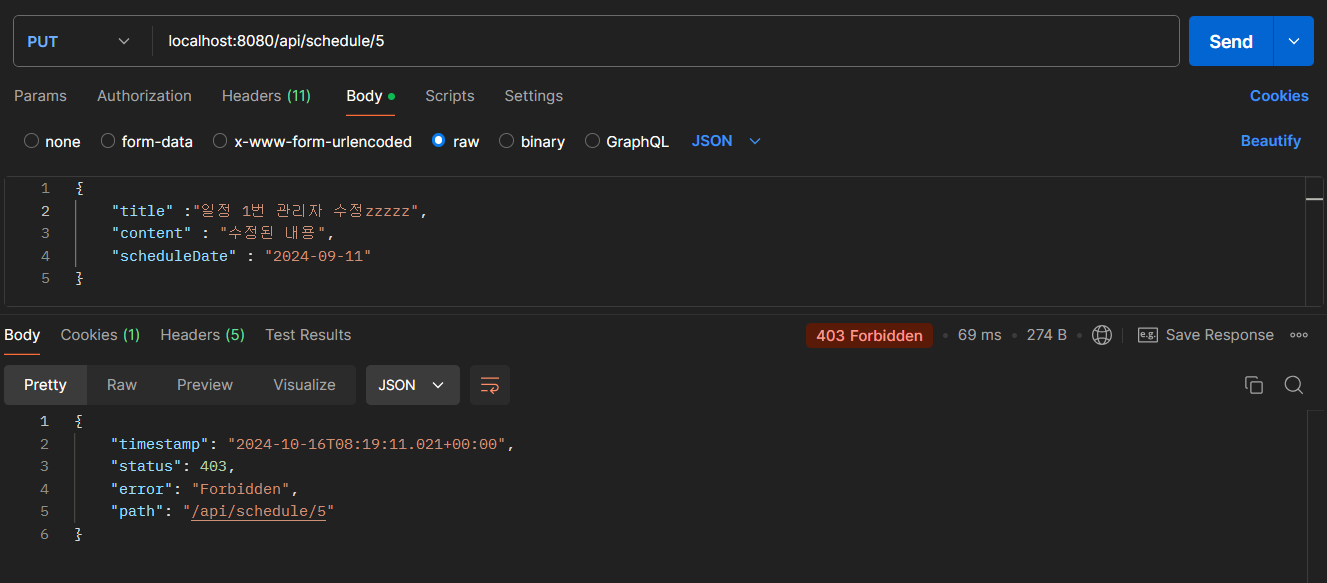 PUT localhost:8080/api/schedule/5 Send
Params Authorization Headers (11) Body Scripts Settings Cookies
none form-data x-www-form-urlencoded raw binary GraphQL JSON Beautify
1 {
2 "title" :"일정 1번 관리자 수정zzzzz",
3 "content" : "수정된 내용",
4 "scheduleDate" : "2024-09-11"
5 }
Body Cookies (1) Headers (5) Test Results 403 Forbidden 69 ms 274 B e.g. Save Response
Pretty Raw Preview Visualize JSON
1 {
2 "timestamp": "2024-10-16T08:19:11.021+00:00",
3 "status": 403,
4 "error": "Forbidden",
5 "path": "/api/schedule/5"
6 }